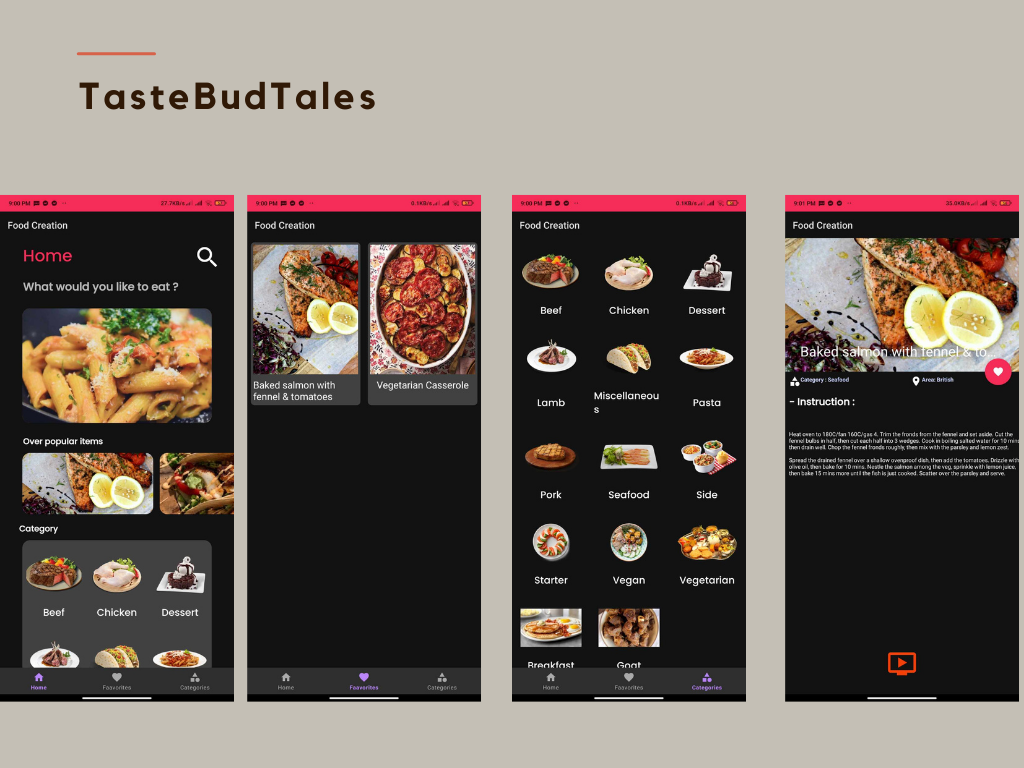 TasteBudTales
9:00 PM
27.7KB/s
Food Creation
Home
What would you like to eat ?
Over popular items
Category
Beef
Chicken
Dessert
Home
Faavorites
Categories
9:00 PM
0.1KB/s
Food Creation
Baked salmon with
fennel & tomatoes
Vegetarian Casserole
Home
Faavorites
Categories
9:00 PM
0.1KB/s
Food Creation
Beef
Chicken
Dessert
Lamb
Miscellaneou
s
Pasta
Pork
Seafood
Side
Starter
Vegan
Vegetarian
Breakfast
Goat
Home
Faavorites
Categories
9:01 PM
35.0KB/s
Food Creation
Baked salmon with fennel & to...
Category : Seafood
Area: British
- Instruction :
Heat oven to 180C/fan 160C/gas 4. Trim the fronds from the fennel and set aside. Cut the
fennel bulbs in half, then cut each half into 3 wedges. Cook in boiling salted water for 10 mins,
then drain well. Chop the fennel fronds roughly, then mix with the parsley and lemon zest.
Spread the drained fennel over a shallow ovenproof dish, then add the tomatoes. Drizzle with
olive oil, then bake for 10 mins. Nestle the salmon among the veg, sprinkle with lemon juice,
then bake 15 mins more until the fish is just cooked. Scatter over the parsley and serve.